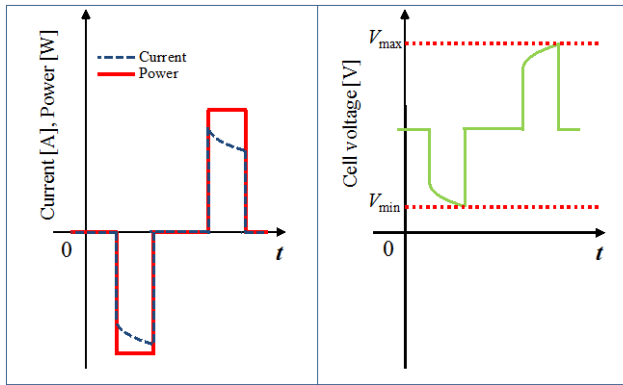 Current [A], Power [W]
Current
Power
0
t
Cell voltage [V]
Vmax
Vmin
0
t